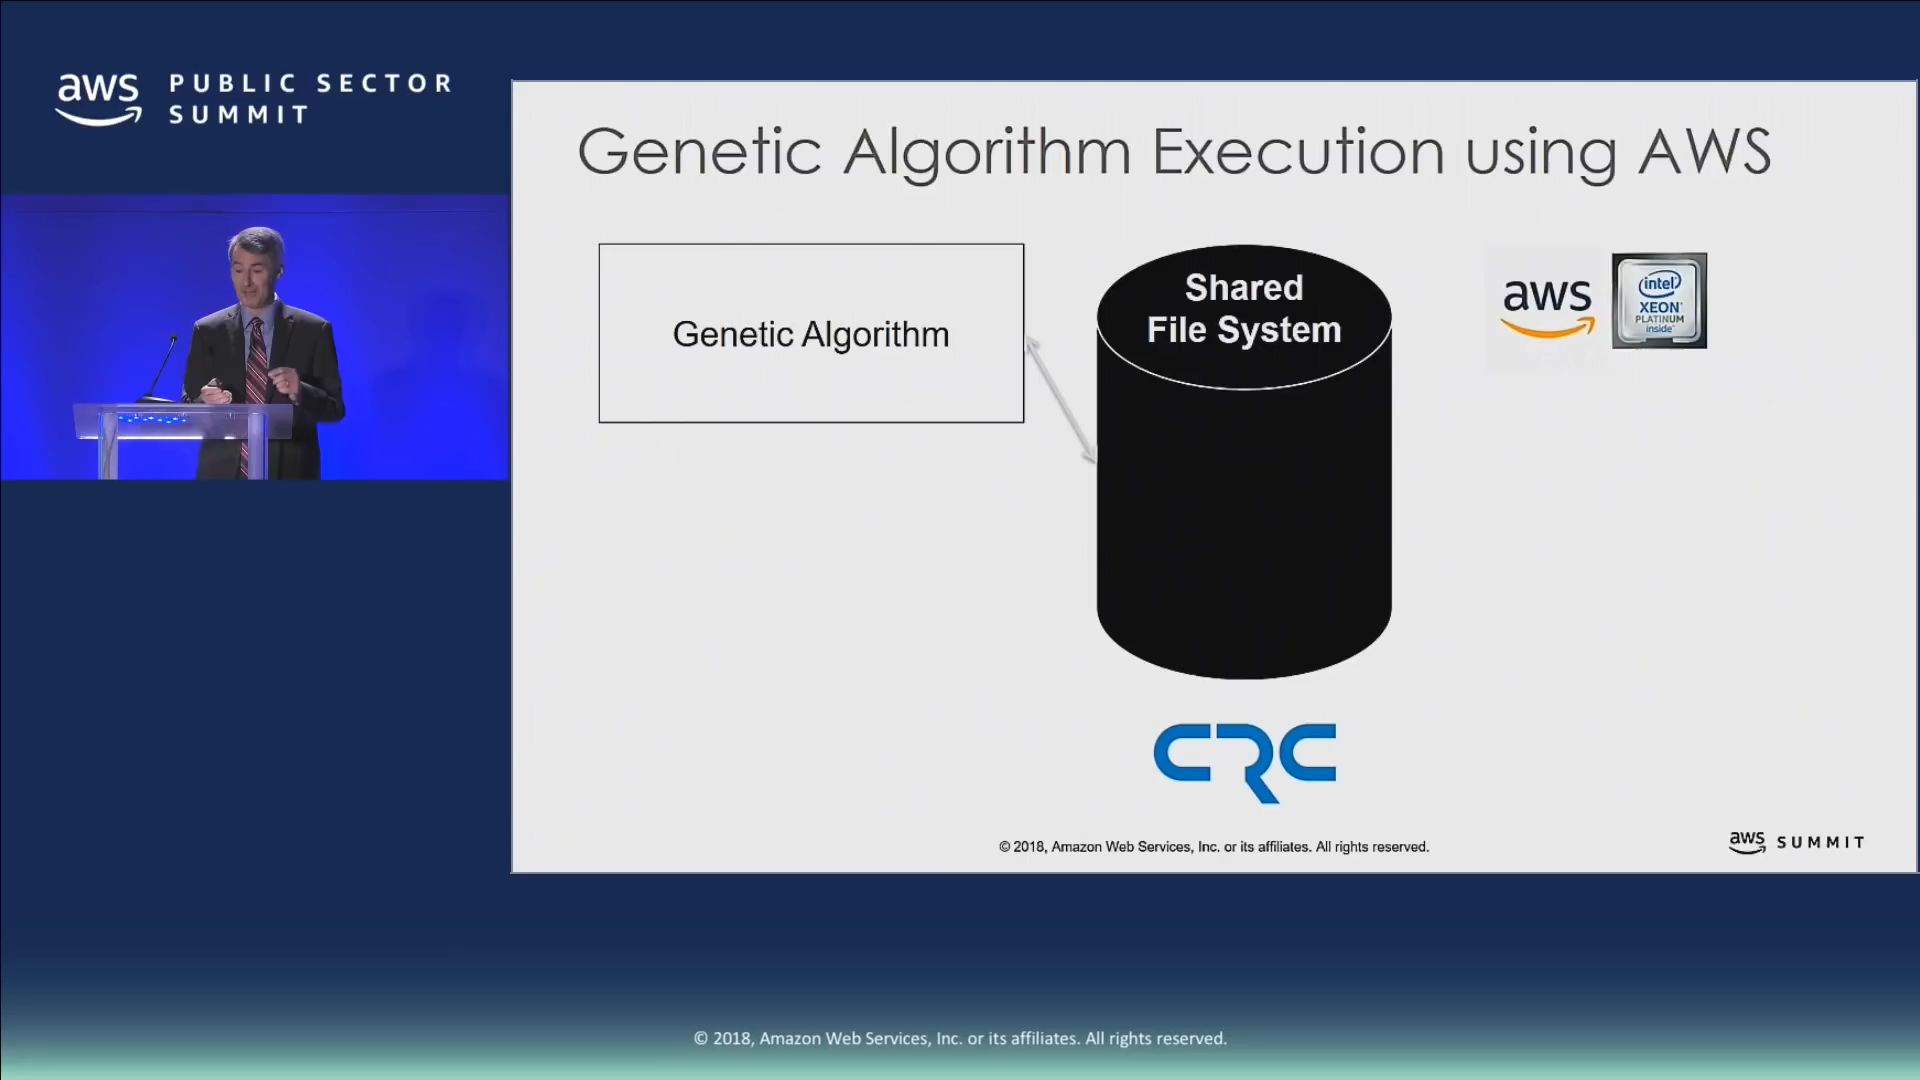 aws PUBLIC SECTOR
SUMMIT
Genetic Algorithm Execution using AWS
Genetic Algorithm
Shared
File System
aws
intel
XEON
PLATINUM
inside
CRC
© 2018, Amazon Web Services, Inc. or its affiliates. All rights reserved.
aws SUMMIT
© 2018, Amazon Web Services, Inc. or its affiliates. All rights reserved.